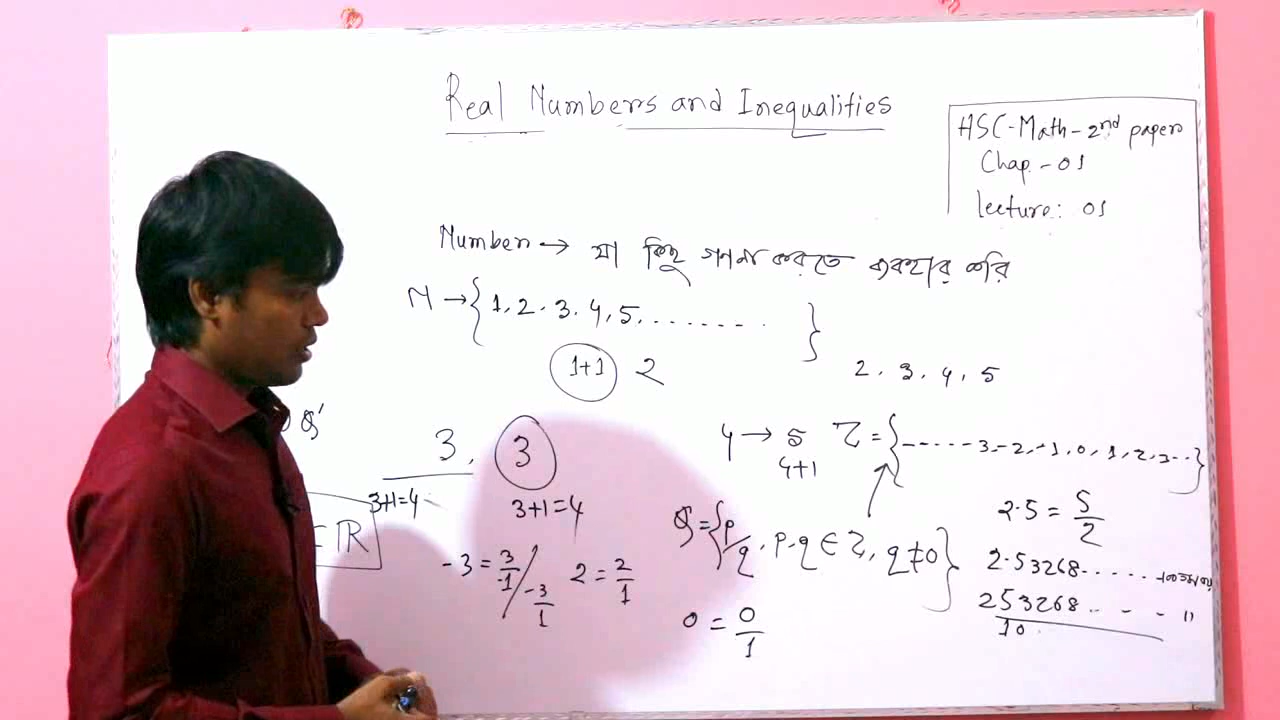 Real Numbers and Inequalities
HSC-Math-2nd paper
Chap-01
lecture: 01
Number → যা কিছু গণনা করতে ব্যবহার করি
N → {1, 2, 3, 4, 5, ........ }
1+1 2
2, 3, 4, 5
Q'
3, 3
4 → 5 Z = {-----3,-2,-1,0,1,2,3..}
4+1
3+1=4
3+1=4
∈ IR
Q = {p/q, p,q ∈ Z, q≠0}
2.5 = 5/2
-3 = 3/-1 / -3/1
2 = 2/1
2.53268......
253268.. - - - "
10
0 = 0/1